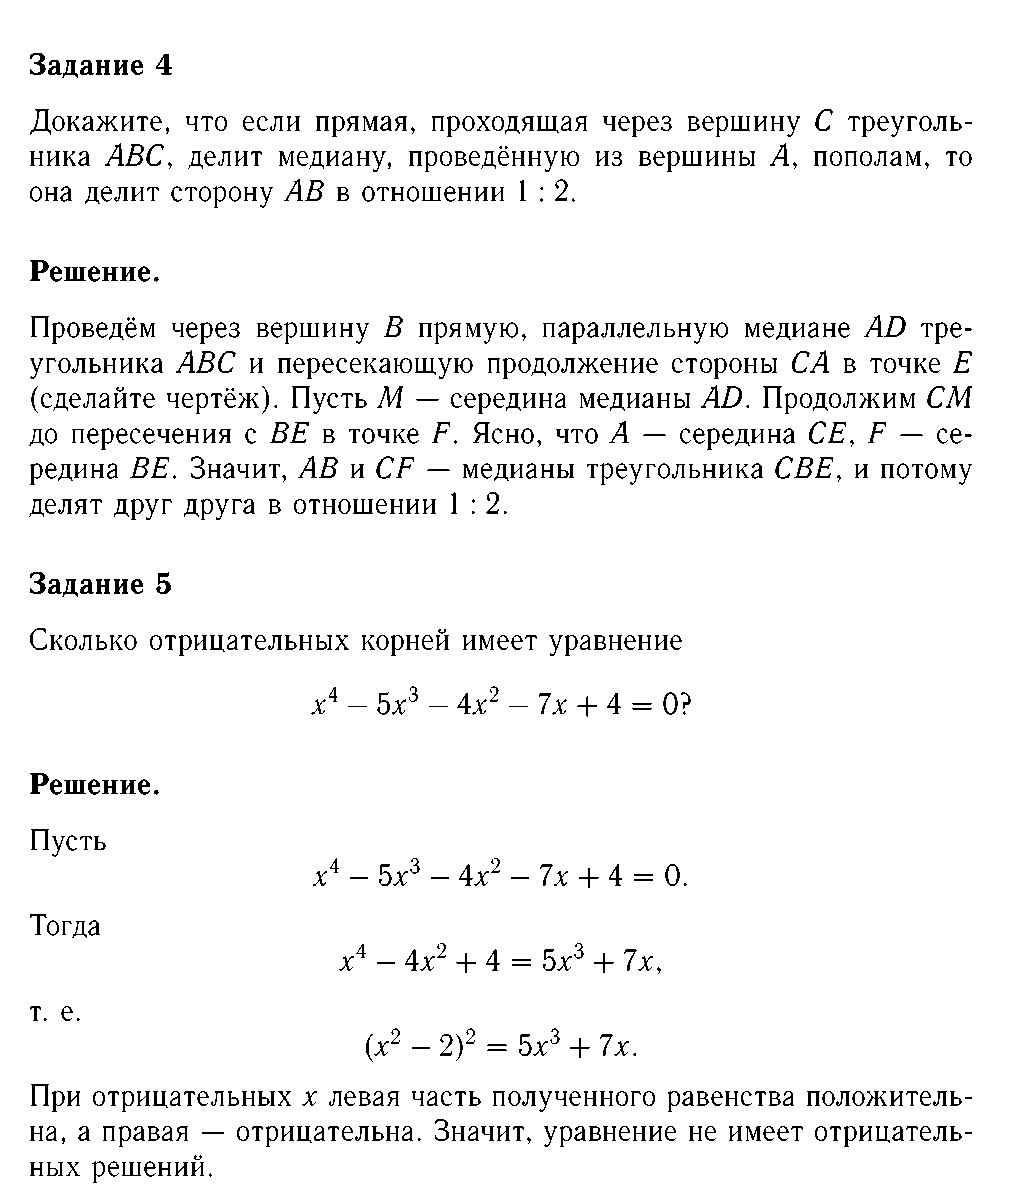 Задание 4
Докажите, что если прямая, проходящая через вершину C треуголь-
ника ABC, делит медиану, проведённую из вершины A, пополам, то
она делит сторону AB в отношении 1 : 2.
Решение.
Проведём через вершину B прямую, параллельную медиане AD тре-
угольника ABC и пересекающую продолжение стороны CA в точке E
(сделайте чертёж). Пусть M — середина медианы AD. Продолжим CM
до пересечения с BE в точке F. Ясно, что A — середина CE, F — се-
редина BE. Значит, AB и CF — медианы треугольника CBE, и потому
делят друг друга в отношении 1 : 2.
Задание 5
Сколько отрицательных корней имеет уравнение
x⁴ − 5x³ − 4x² − 7x + 4 = 0?
Решение.
Пусть
x⁴ − 5x³ − 4x² − 7x + 4 = 0.
Тогда
x⁴ − 4x² + 4 = 5x³ + 7x,
т. е.
(x² − 2)² = 5x³ + 7x.
При отрицательных x левая часть полученного равенства положитель-
на, а правая — отрицательна. Значит, уравнение не имеет отрицатель-
ных решений.